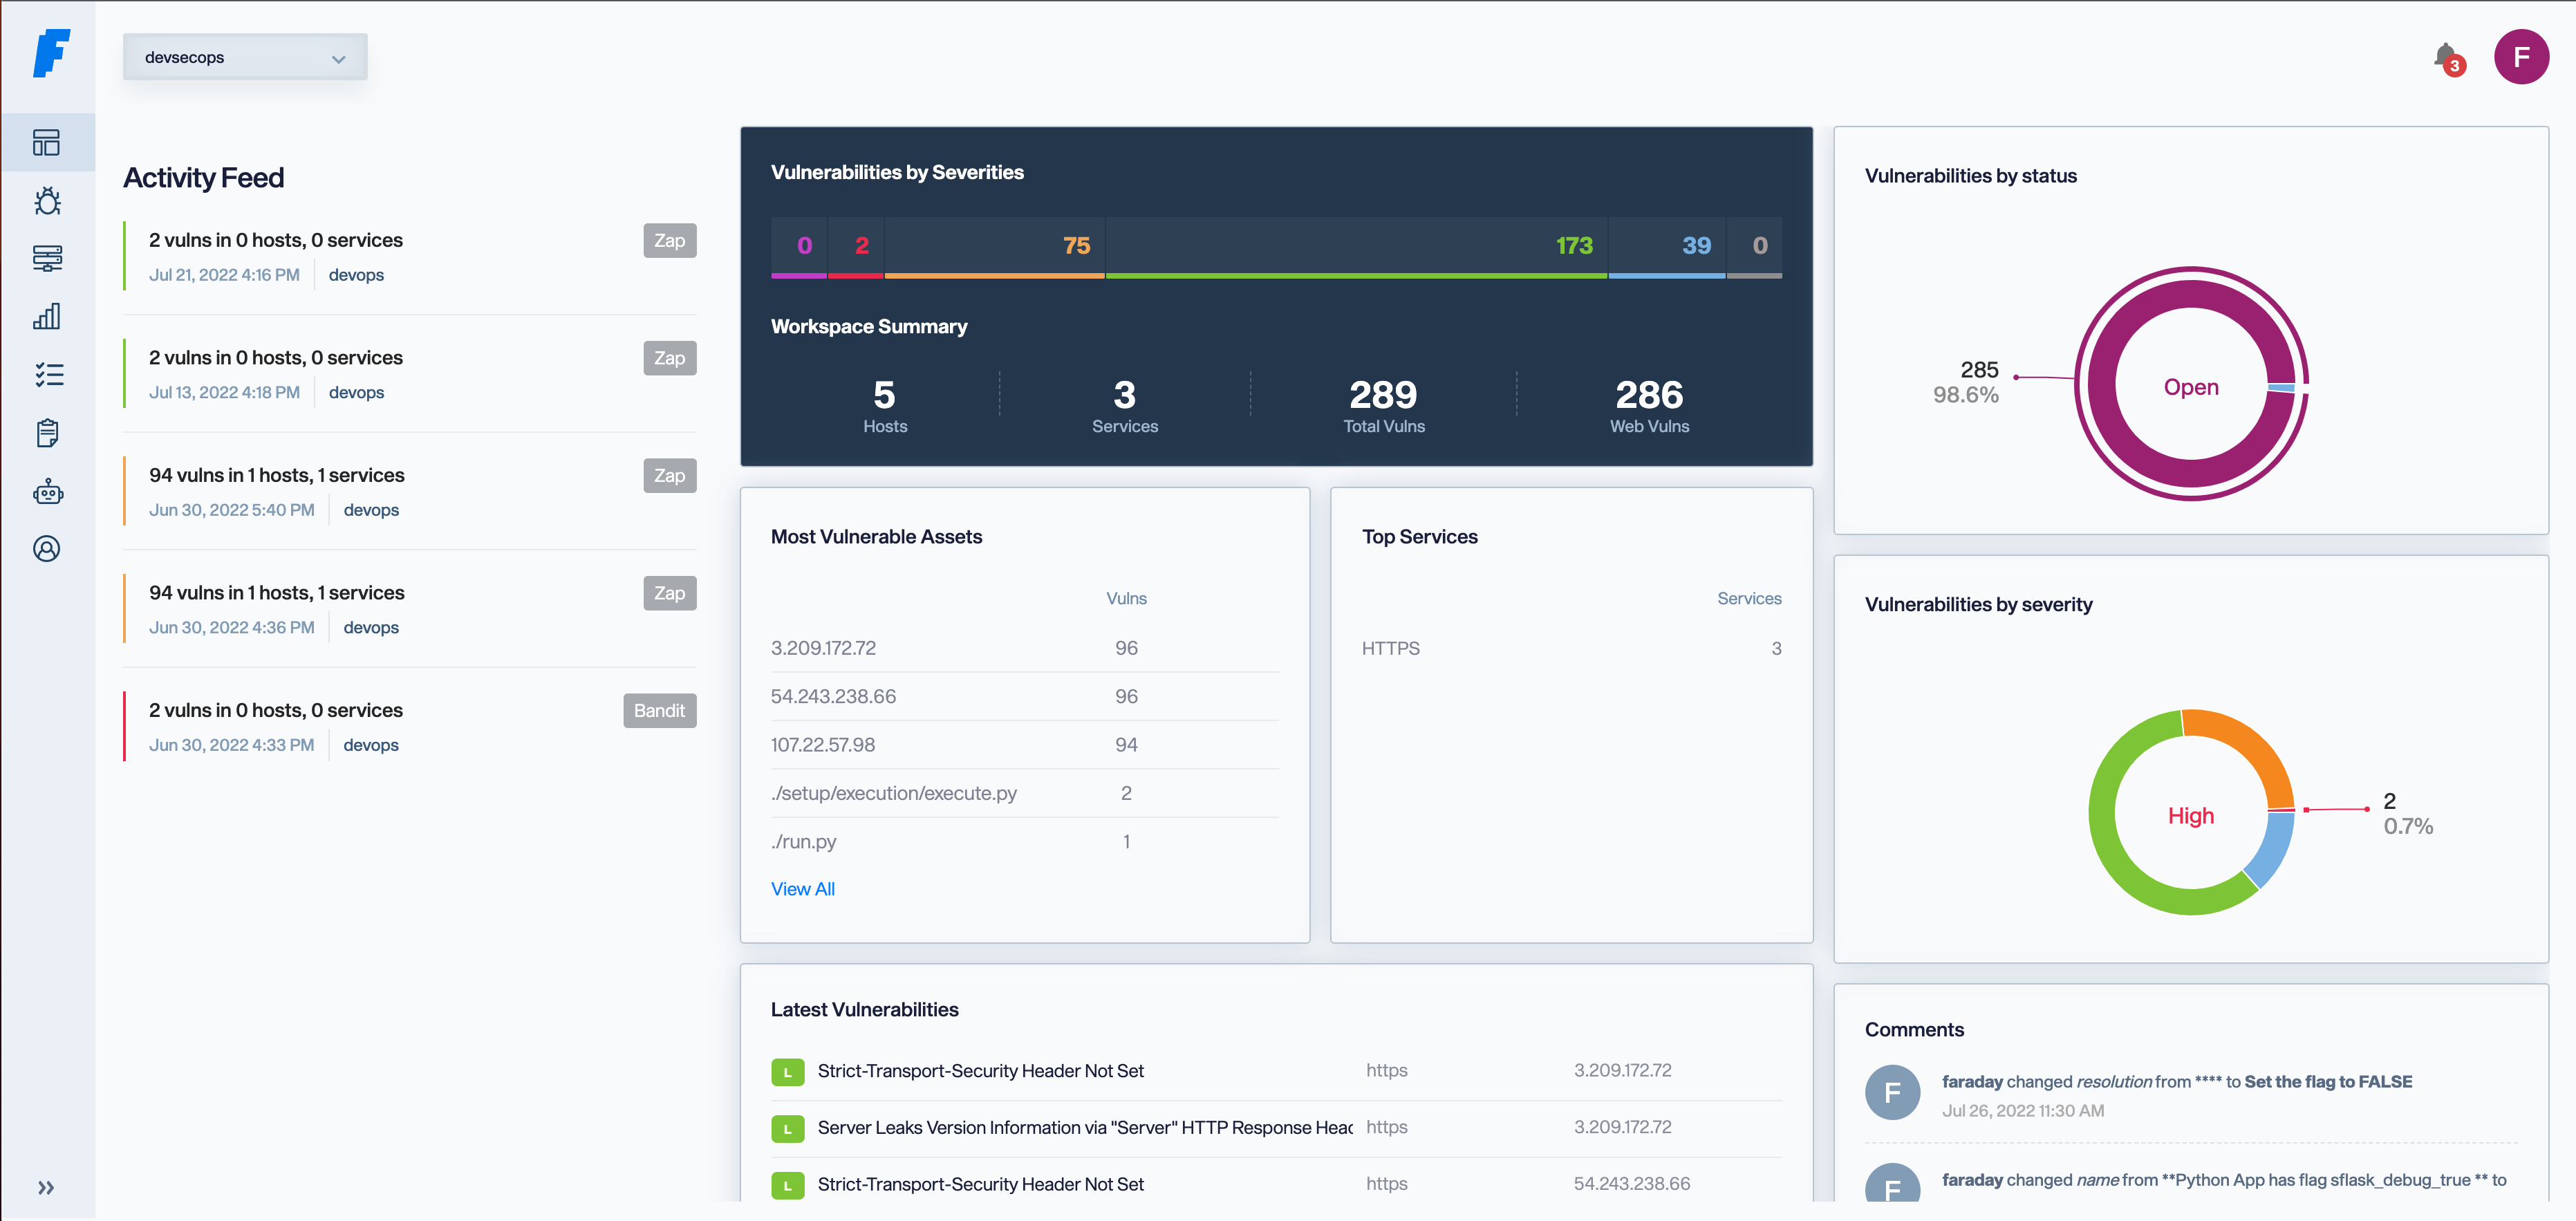 devsecops
3
F
Activity Feed
2 vulns in 0 hosts, 0 services
Zap
Jul 21, 2022 4:16 PM devops
2 vulns in 0 hosts, 0 services
Zap
Jul 13, 2022 4:18 PM devops
94 vulns in 1 hosts, 1 services
Zap
Jun 30, 2022 5:40 PM devops
94 vulns in 1 hosts, 1 services
Zap
Jun 30, 2022 4:36 PM devops
2 vulns in 0 hosts, 0 services
Bandit
Jun 30, 2022 4:33 PM devops
Vulnerabilities by Severities
0 2 75 173 39 0
Workspace Summary
5 3 289 286
Hosts Services Total Vulns Web Vulns
Most Vulnerable Assets
Vulns
3.209.172.72 96
54.243.238.66 96
107.22.57.98 94
./setup/execution/execute.py 2
./run.py 1
View All
Top Services
Services
HTTPS 3
Latest Vulnerabilities
L Strict-Transport-Security Header Not Set https 3.209.172.72
L Server Leaks Version Information via "Server" HTTP Response Heac https 3.209.172.72
L Strict-Transport-Security Header Not Set https 54.243.238.66
Vulnerabilities by status
285
98.6%
Open
Vulnerabilities by severity
High
2
0.7%
Comments
F
faraday changed resolution from **** to Set the flag to FALSE
Jul 26, 2022 11:30 AM
F
faraday changed name from **Python App has flag sflask_debug_true ** to